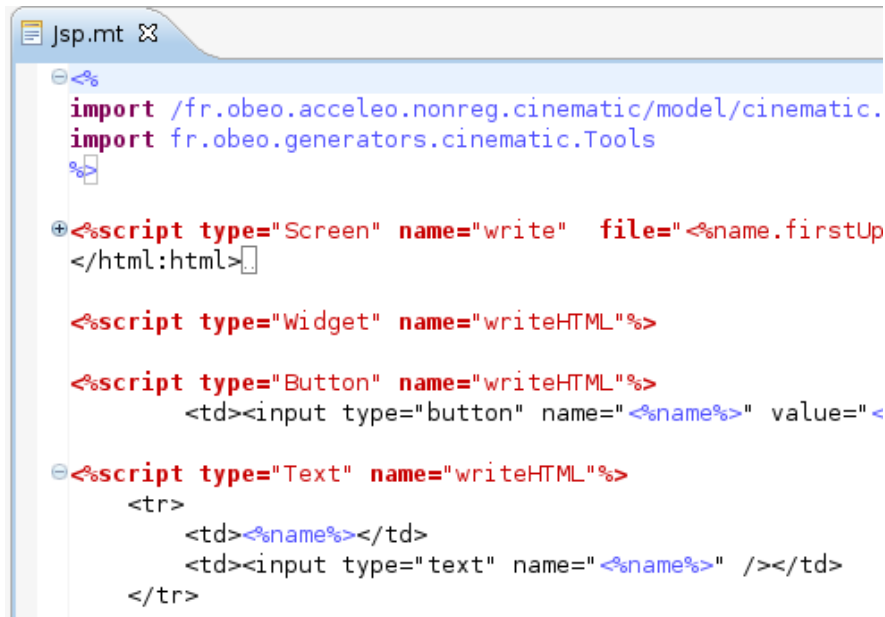 Jsp.mt
<%
import /fr.obeo.acceleo.nonreg.cinematic/model/cinematic.
import fr.obeo.generators.cinematic.Tools
%>
<%script type="Screen" name="write"  file="<%name.firstUp
</html:html>..
<%script type="Widget" name="writeHTML"%>
<%script type="Button" name="writeHTML"%>
<td><input type="button" name="<%name%>" value="<
<%script type="Text" name="writeHTML"%>
<tr>
<td><%name%></td>
<td><input type="text" name="<%name%>" /></td>
</tr>